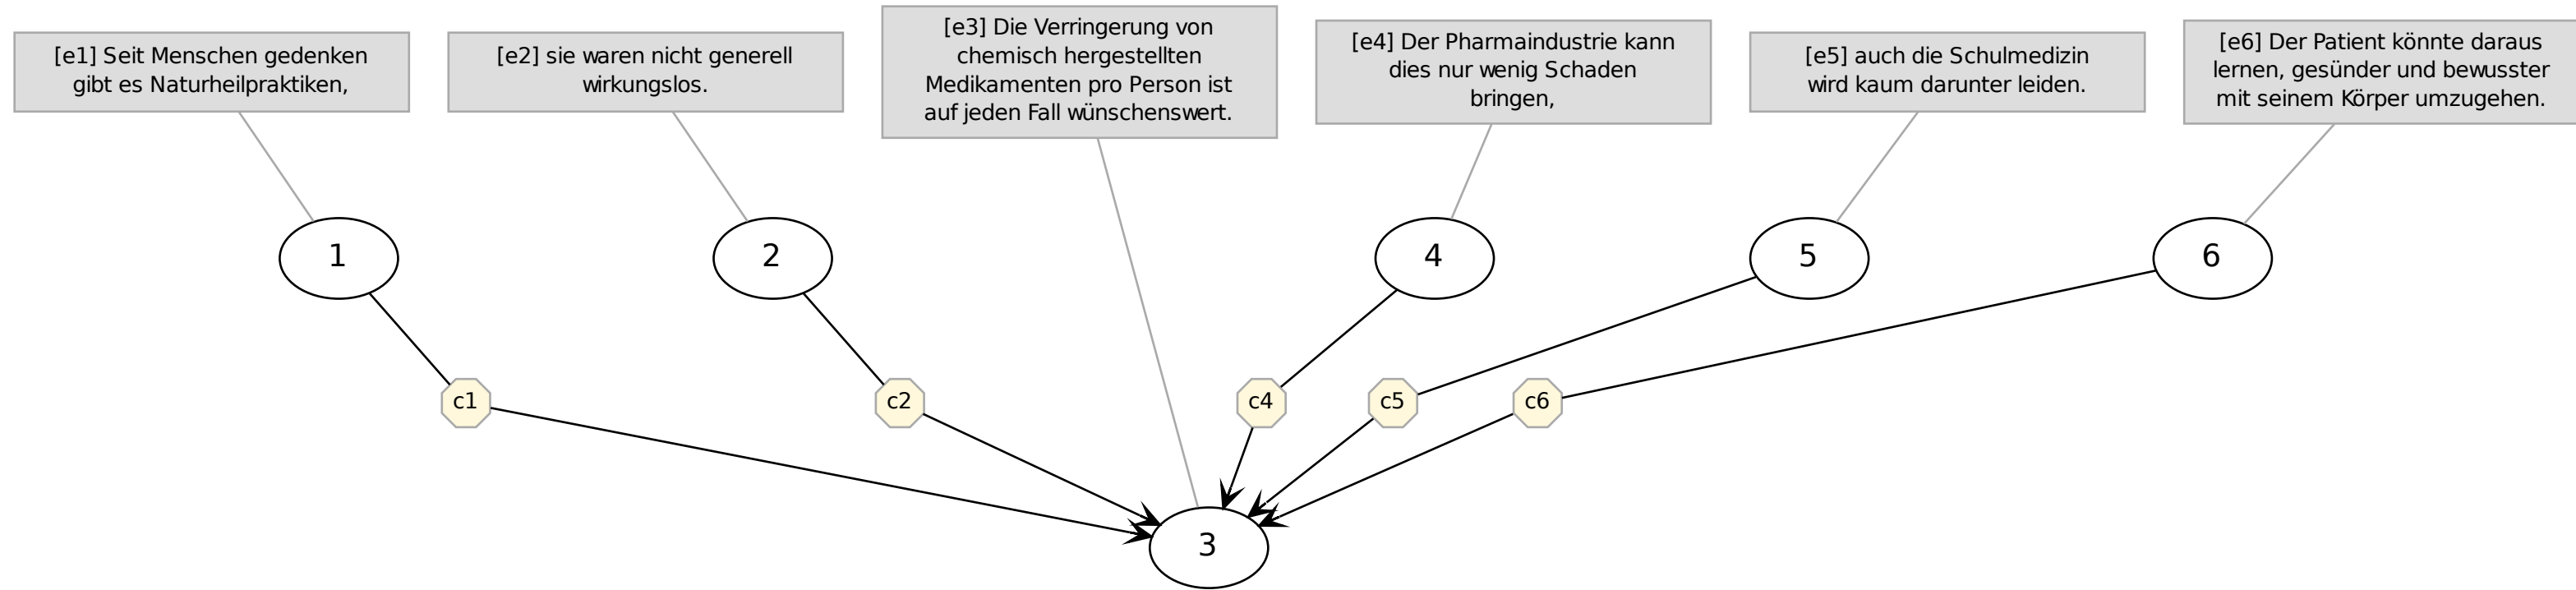 [e1] Seit Menschen gedenken
gibt es Naturheilpraktiken,
[e2] sie waren nicht generell
wirkungslos.
[e3] Die Verringerung von
chemisch hergestellten
Medikamenten pro Person ist
auf jeden Fall wünschenswert.
[e4] Der Pharmaindustrie kann
dies nur wenig Schaden
bringen,
[e5] auch die Schulmedizin
wird kaum darunter leiden.
[e6] Der Patient könnte daraus
lernen, gesünder und bewusster
mit seinem Körper umzugehen.
1
2
4
5
6
c1
c2
c4
c5
c6
3